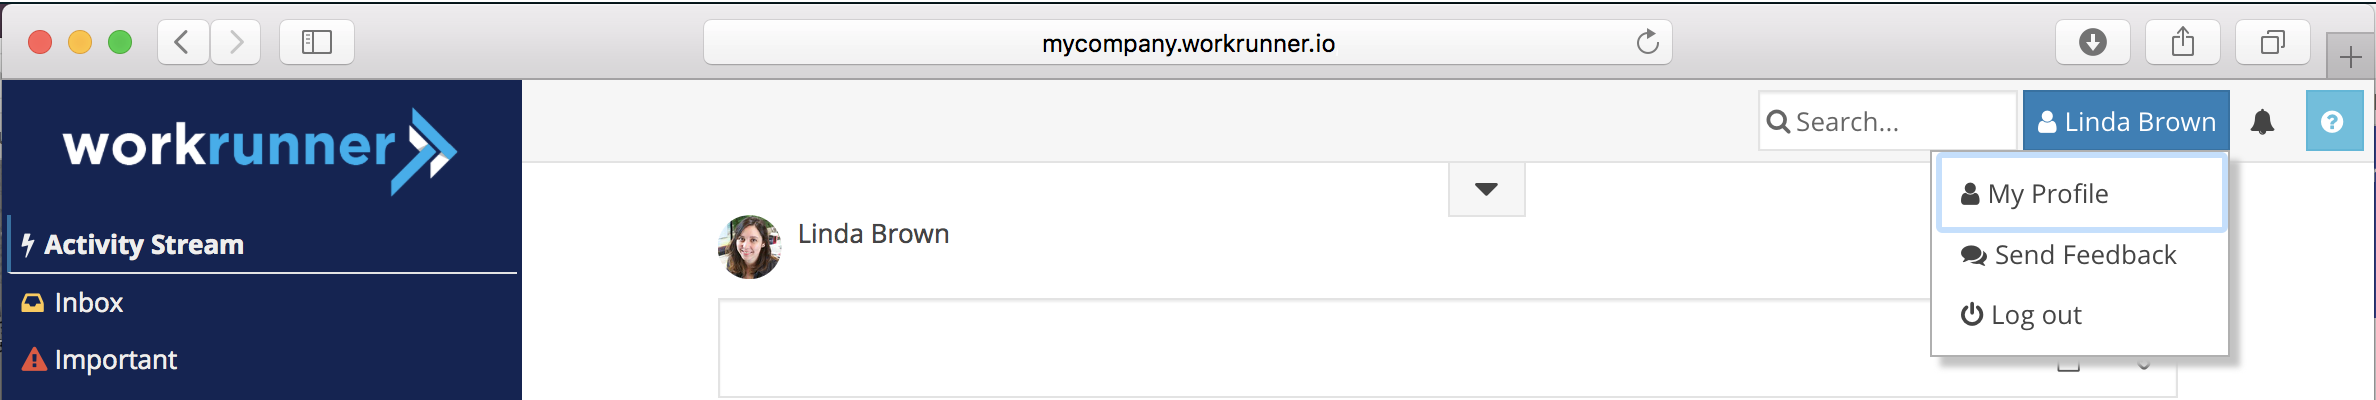 mycompany.workrunner.io
workrunner
Search...
Linda Brown
?
My Profile
Send Feedback
Log out
Linda Brown
Activity Stream
Inbox
Important